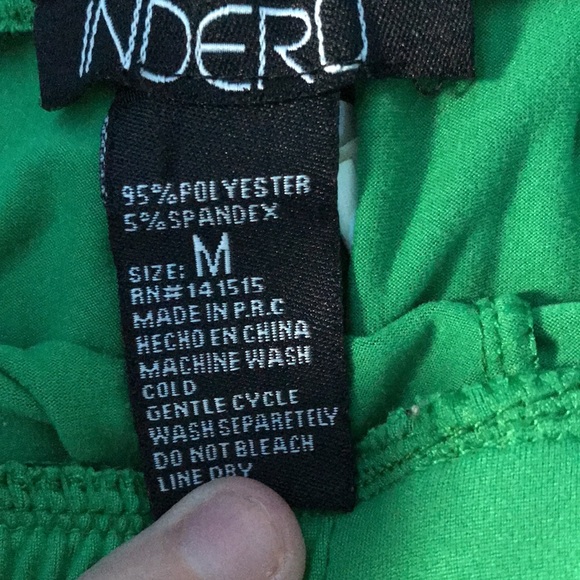 INDERO
95%POLYESTER
5%SPANDEX
SIZE: M
RN#141515
MADE IN P.R.C
HECHO EN CHINA
MACHINE WASH
COLD
GENTLE CYCLE
WASH SEPARETELY
DO NOT BLEACH
LINE DRY